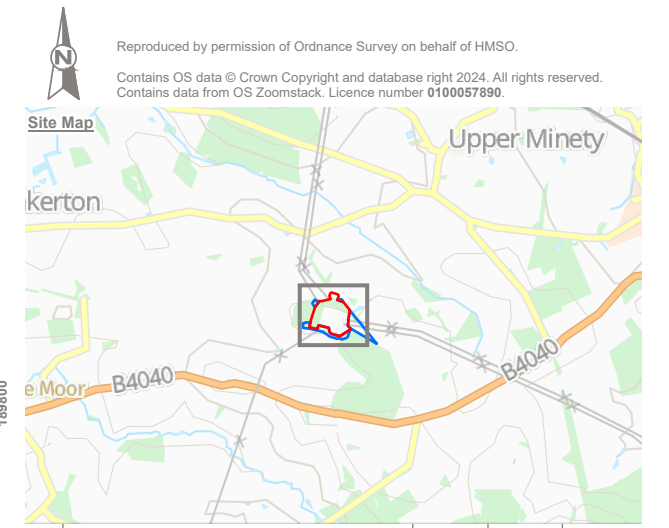 N
Reproduced by permission of Ordnance Survey on behalf of HMSO.
Contains OS data © Crown Copyright and database right 2024. All rights reserved.
Contains data from OS Zoomstack. Licence number 0100057890.
Site Map
Upper Minety
kerton
B4040
e Moor
B4040
189800